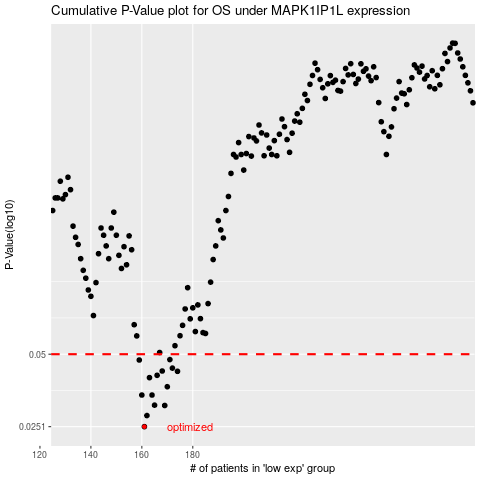 Cumulative P-Value plot for OS under MAPK1IP1L expression
P-Value(log10)
0.05
0.0251
optimized
120 140 160 180
# of patients in 'low exp' group